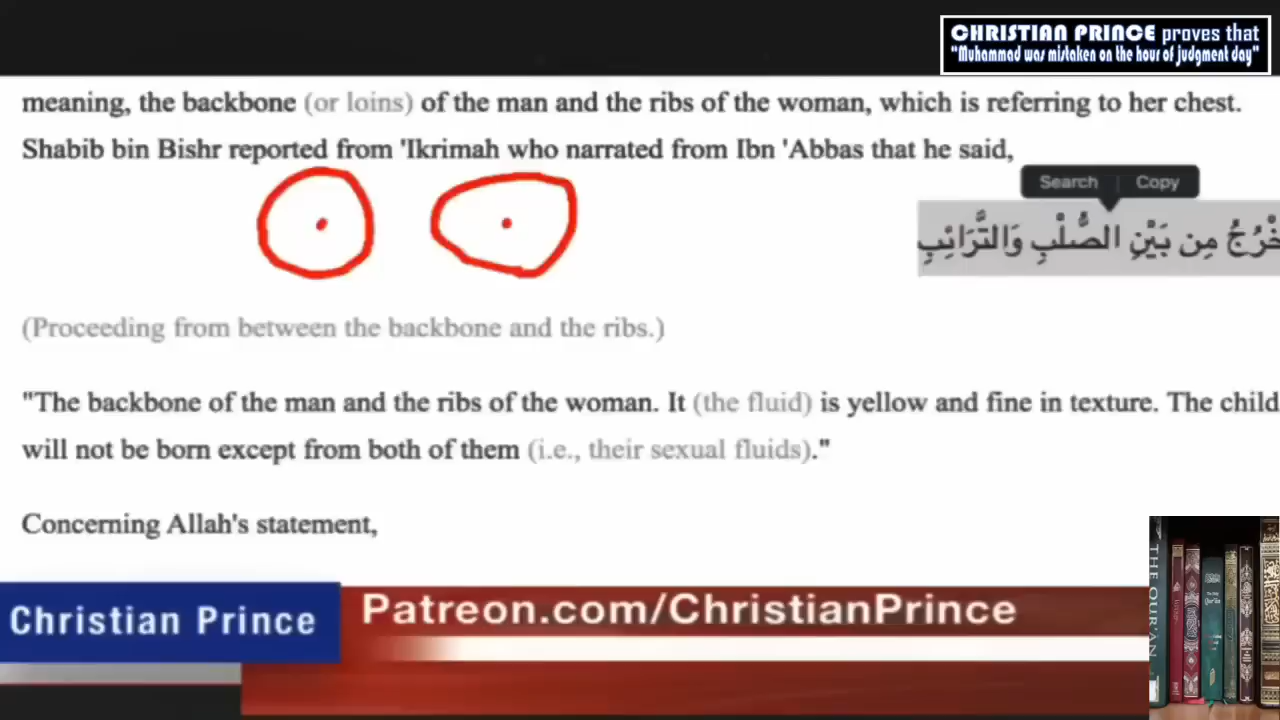 CHRISTIAN PRINCE proves that
"Muhammad was mistaken on the hour of judgment day"
meaning, the backbone (or loins) of the man and the ribs of the woman, which is referring to her chest.
Shabib bin Bishr reported from 'Ikrimah who narrated from Ibn 'Abbas that he said,
Search Copy
مِن بَيْنِ الصُّلْبِ وَالتَّرَائِبِ
(Proceeding from between the backbone and the ribs.)
"The backbone of the man and the ribs of the woman. It (the fluid) is yellow and fine in texture. The child
will not be born except from both of them (i.e., their sexual fluids)."
Concerning Allah's statement,
Christian Prince
Patreon.com/ChristianPrince
THE QUR'AN